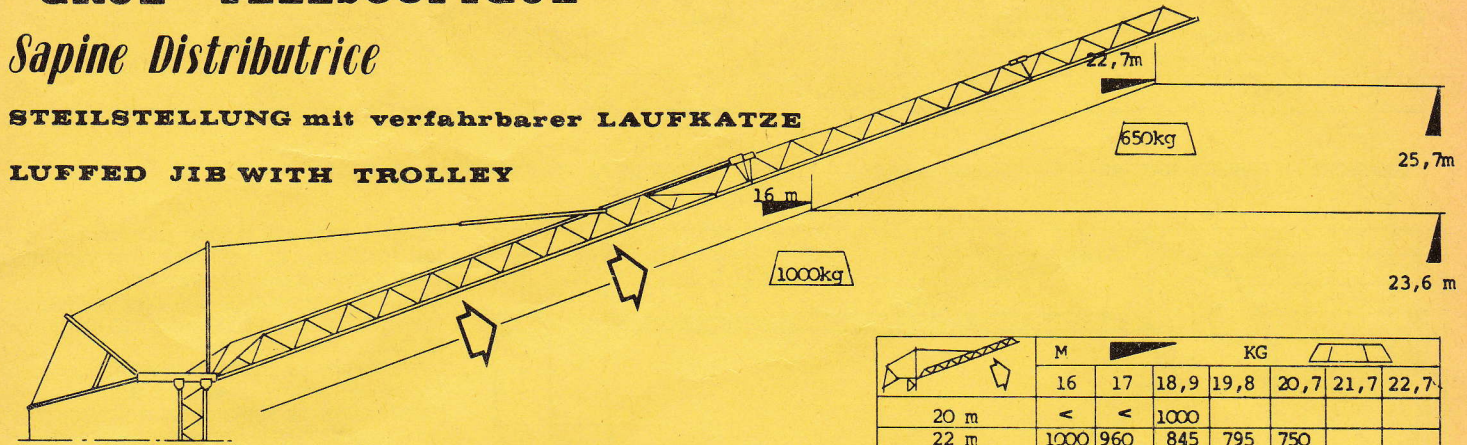 Sapine Distributrice
STEILSTELLUNG mit verfahrbarer LAUFKATZE
LUFFED JIB WITH TROLLEY
22,7m
650kg
25,7m
16 m
1000kg
23,6 m
M KG
16 17 18,9 19,8 20,7 21,7 22,7
20 m < < 1000
22 m 1000 960 845 795 750